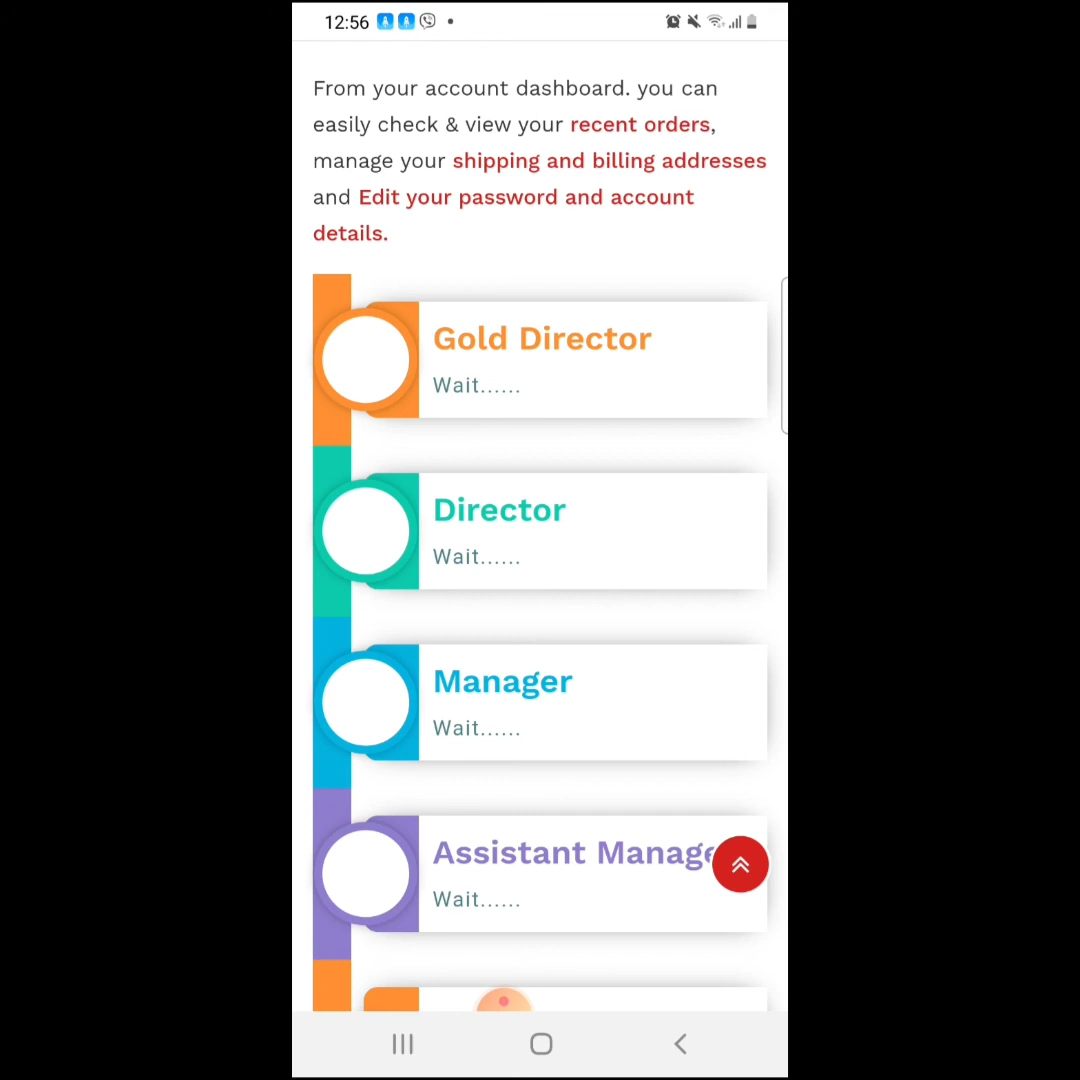 12:56
From your account dashboard. you can
easily check & view your recent orders,
manage your shipping and billing addresses
and Edit your password and account
details.
Gold Director
Wait......
Director
Wait......
Manager
Wait......
Assistant Manage
Wait......